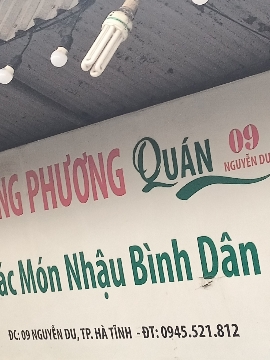 NG PHƯƠNG QUÁN 09
NGUYỄN DU
ác Món Nhậu Bình Dân
ĐC: 09 NGUYỄN DU, TP. HÀ TĨNH - ĐT: 0945.521.812